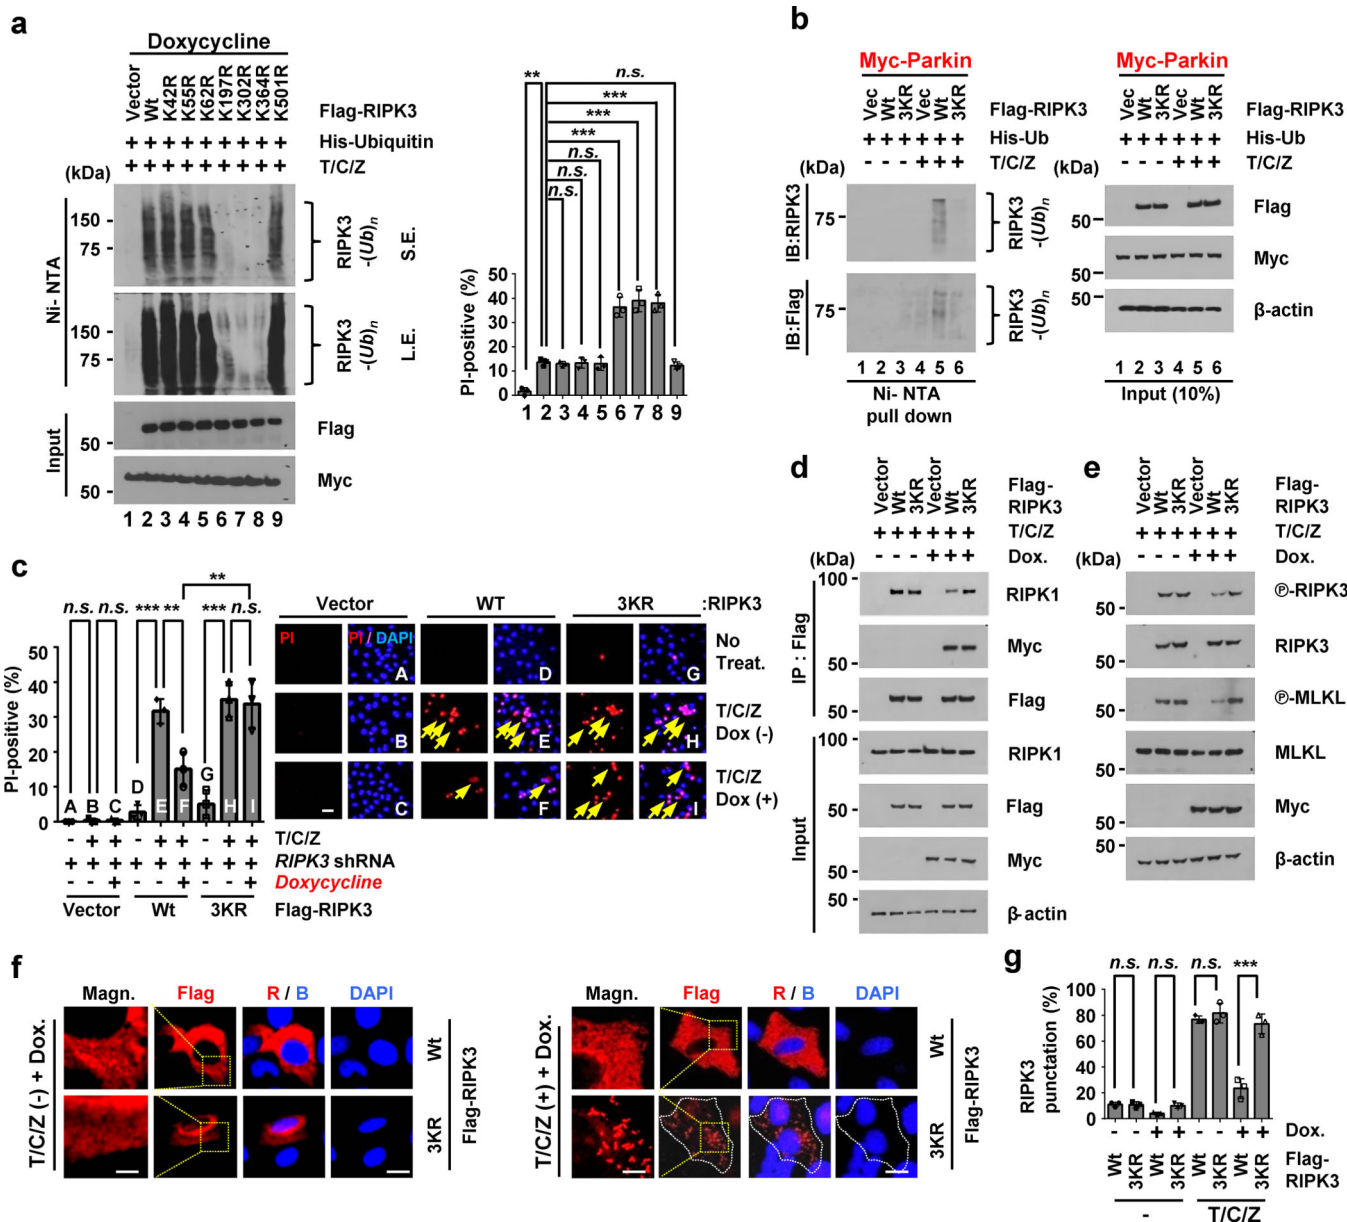 a
Doxycycline
Vector
Wt
K42R
K55R
K62R
K197R
K302R
K364R
K501R
Flag-RIPK3
+ + + + + + + + + His-Ubiquitin
+ + + + + + + + + T/C/Z
(kDa)
Ni- NTA
150
75
RIPK3
-(Ub)n
S.E.
150
75
RIPK3
-(Ub)n
L.E.
Input
50
Flag
50
Myc
1 2 3 4 5 6 7 8 9
**
n.s.
***
***
***
n.s.
n.s.
n.s.
PI-positive (%)
50
40
30
20
10
0
1 2 3 4 5 6 7 8 9
b
Myc-Parkin
Vec
Wt
3KR
Vec
Wt
3KR
Flag-RIPK3
+ + + + + + His-Ub
- - - + + + T/C/Z
(kDa)
IB:RIPK3
75
RIPK3
-(Ub)n
IB:Flag
75
RIPK3
-(Ub)n
1 2 3 4 5 6
Ni- NTA
pull down
Myc-Parkin
Vec
Wt
3KR
Vec
Wt
3KR
Flag-RIPK3
+ + + + + + His-Ub
- - - + + + T/C/Z
(kDa)
50
Flag
50
Myc
50
β-actin
1 2 3 4 5 6
Input (10%)
c
**
n.s. n.s. *** ** *** n.s.
PI-positive (%)
50
40
30
20
10
0
A B C D E F G H I
- + + - + + - + + T/C/Z
+ + + + + + + + + RIPK3 shRNA
- - + - - + - - + Doxycycline
Vector Wt 3KR Flag-RIPK3
Vector WT 3KR :RIPK3
PI PI / DAPI
A D G
No
Treat.
B E H
T/C/Z
Dox (-)
C F I
T/C/Z
Dox (+)
d
Vector
Wt
3KR
Vector
Wt
3KR
Flag-
RIPK3
+ + + + + + T/C/Z
- - - + + + Dox.
(kDa)
IP : Flag
100
RIPK1
50
Myc
50
Flag
Input
100
RIPK1
50
Flag
50
Myc
50
β-actin
e
Vector
Wt
3KR
Vector
Wt
3KR
Flag-
RIPK3
+ + + + + + T/C/Z
- - - + + + Dox.
(kDa)
50
Ⓟ-RIPK3
50
RIPK3
50
Ⓟ-MLKL
50
MLKL
50
Myc
50
β-actin
f
Magn. Flag R / B DAPI
T/C/Z (-) + Dox.
Wt
3KR
Flag-RIPK3
Magn. Flag R / B DAPI
T/C/Z (+) + Dox.
Wt
3KR
Flag-RIPK3
g
n.s. n.s. n.s. ***
RIPK3
punctation (%)
100
80
60
40
20
0
- - + + - - + + Dox.
Wt
3KR
Wt
3KR
Wt
3KR
Wt
3KR
Flag-
RIPK3
- T/C/Z